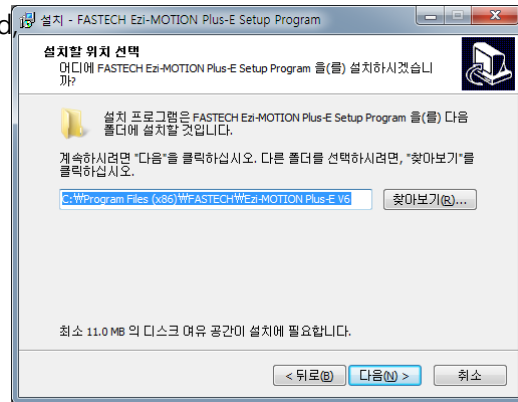 d,
설치 - FASTECH Ezi-MOTION Plus-E Setup Program
설치할 위치 선택
어디에 FASTECH Ezi-MOTION Plus-E Setup Program 을(를) 설치하시겠습니
까?
설치 프로그램은 FASTECH Ezi-MOTION Plus-E Setup Program 을(를) 다음
폴더에 설치할 것입니다.
계속하시려면 "다음"을 클릭하십시오. 다른 폴더를 선택하시려면, "찾아보기"를
클릭하십시오.
C:₩Program Files (x86)₩FASTECH₩Ezi-MOTION Plus-E V6
찾아보기(R)...
최소 11.0 MB 의 디스크 여유 공간이 설치에 필요합니다.
< 뒤로(B)
다음(N) >
취소